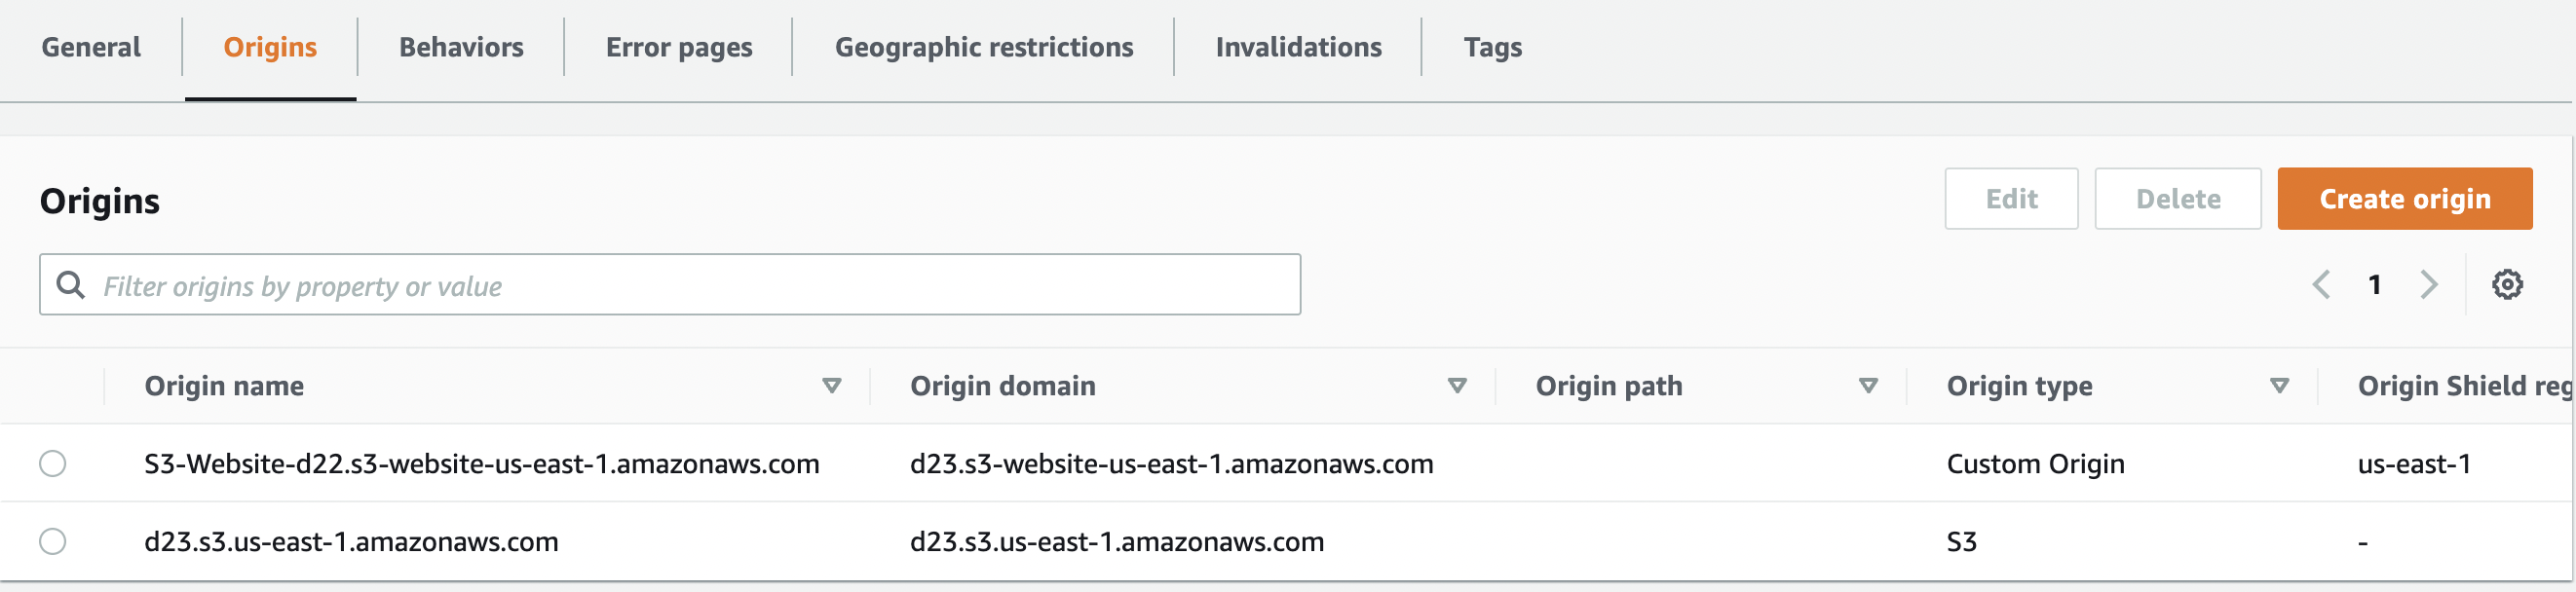 General Origins Behaviors Error pages Geographic restrictions Invalidations Tags
Origins Edit Delete Create origin
Filter origins by property or value 1
Origin name Origin domain Origin path Origin type Origin Shield reg
S3-Website-d22.s3-website-us-east-1.amazonaws.com d23.s3-website-us-east-1.amazonaws.com Custom Origin us-east-1
d23.s3.us-east-1.amazonaws.com d23.s3.us-east-1.amazonaws.com S3 -